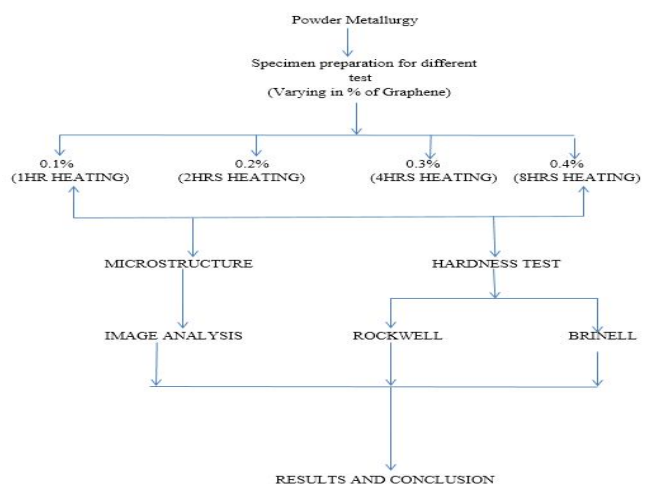 Powder Metallurgy
Specimen preparation for different
test
(Varying in % of Graphene)
0.1%
(1HR HEATING)
0.2%
(2HRS HEATING)
0.3%
(4HRS HEATING)
0.4%
(8HRS HEATING)
MICROSTRUCTURE
HARDNESS TEST
IMAGE ANALYSIS
ROCKWELL
BRINELL
RESULTS AND CONCLUSION